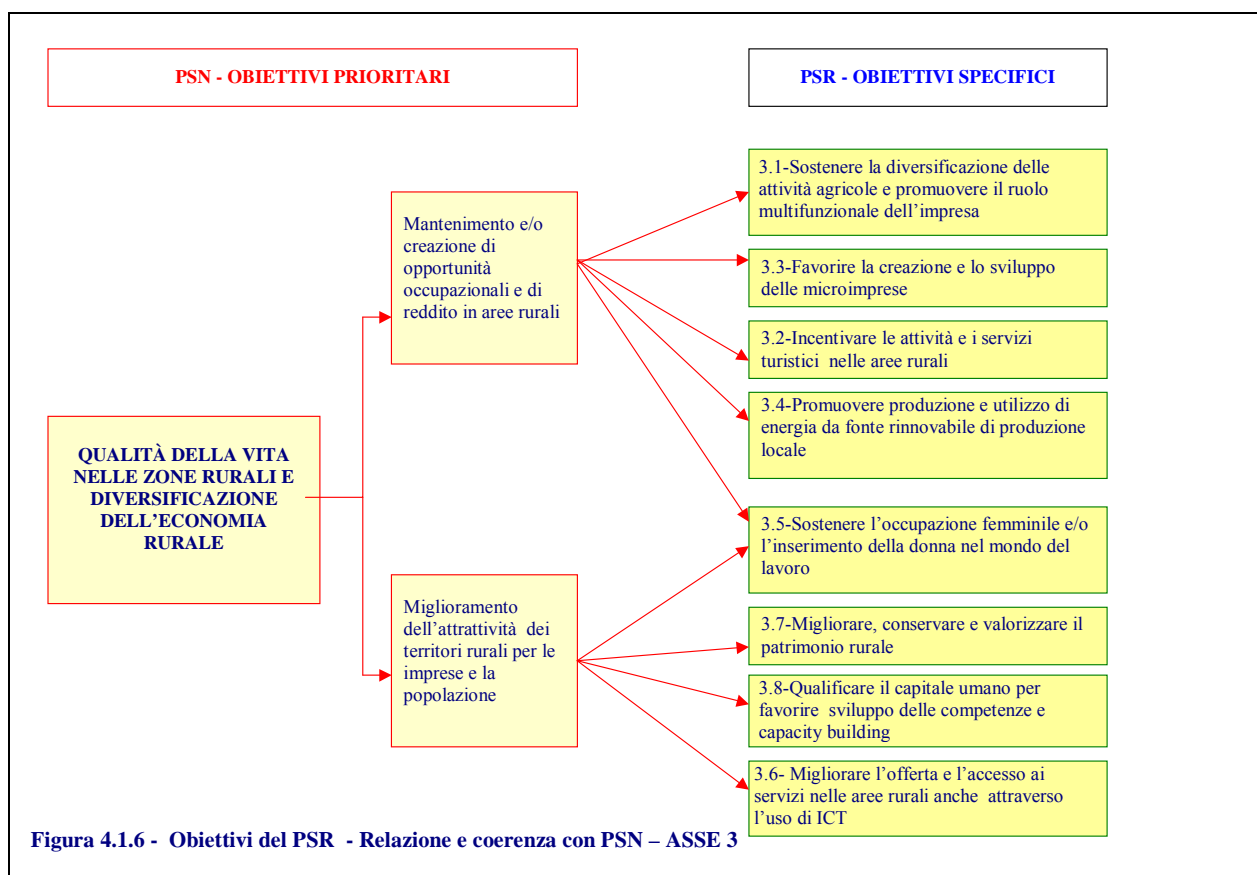 PSN - OBIETTIVI PRIORITARI
PSR - OBIETTIVI SPECIFICI
QUALITÀ DELLA VITA
NELLE ZONE RURALI E
DIVERSIFICAZIONE
DELL’ECONOMIA
RURALE
Mantenimento e/o
creazione di
opportunità
occupazionali e di
reddito in aree rurali
Miglioramento
dell’attrattività dei
territori rurali per le
imprese e la
popolazione
3.1-Sostenere la diversificazione delle
attività agricole e promuovere il ruolo
multifunzionale dell’impresa
3.3-Favorire la creazione e lo sviluppo
delle microimprese
3.2-Incentivare le attività e i servizi
turistici nelle aree rurali
3.4-Promuovere produzione e utilizzo di
energia da fonte rinnovabile di produzione
locale
3.5-Sostenere l’occupazione femminile e/o
l’inserimento della donna nel mondo del
lavoro
3.7-Migliorare, conservare e valorizzare il
patrimonio rurale
3.8-Qualificare il capitale umano per
favorire sviluppo delle competenze e
capacity building
3.6- Migliorare l’offerta e l’accesso ai
servizi nelle aree rurali anche attraverso
l’uso di ICT
Figura 4.1.6 - Obiettivi del PSR - Relazione e coerenza con PSN – ASSE 3